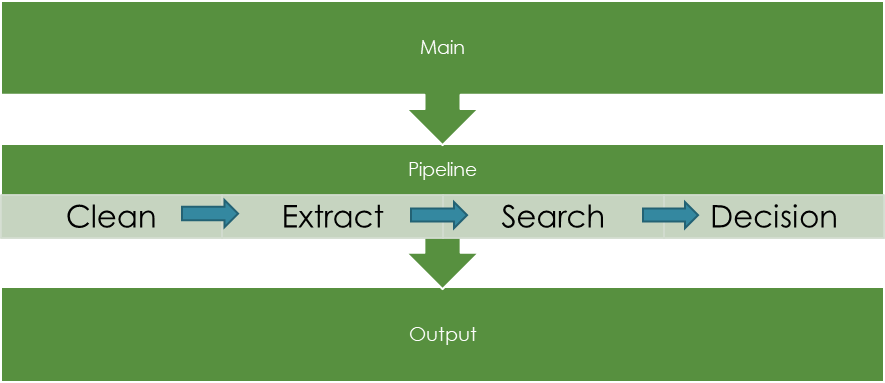 Main
Pipeline
Clean Extract Search Decision
Output